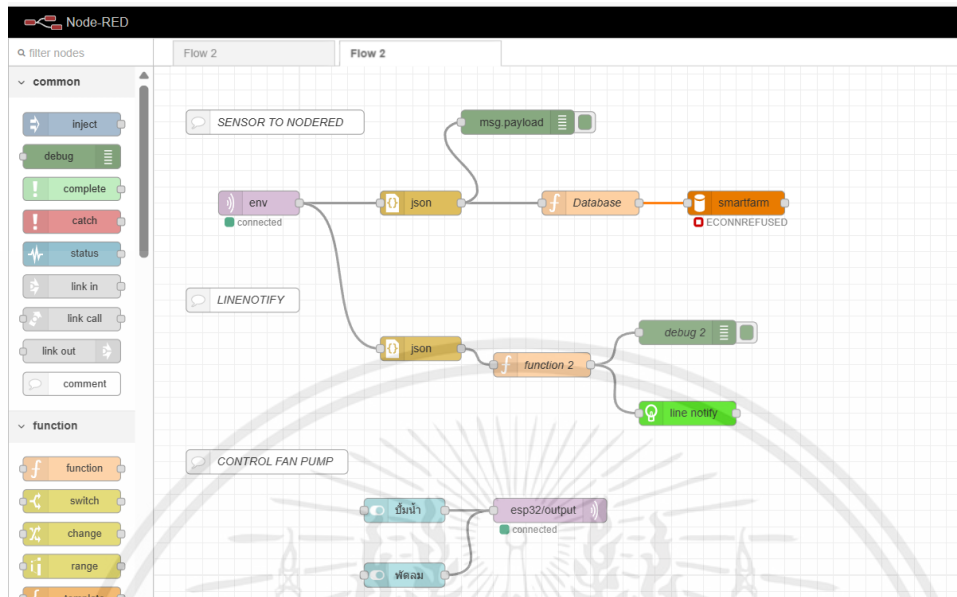 Node-RED
filter nodes
Flow 2
Flow 2
common
inject
debug
complete
catch
status
link in
link call
link out
comment
function
function
switch
change
range
template
SENSOR TO NODERED
msg.payload
env
connected
json
Database
smartfarm
ECONNREFUSED
LINENOTIFY
json
function 2
debug 2
line notify
CONTROL FAN PUMP
ปั้มน้ำ
esp32/output
connected
พัดลม